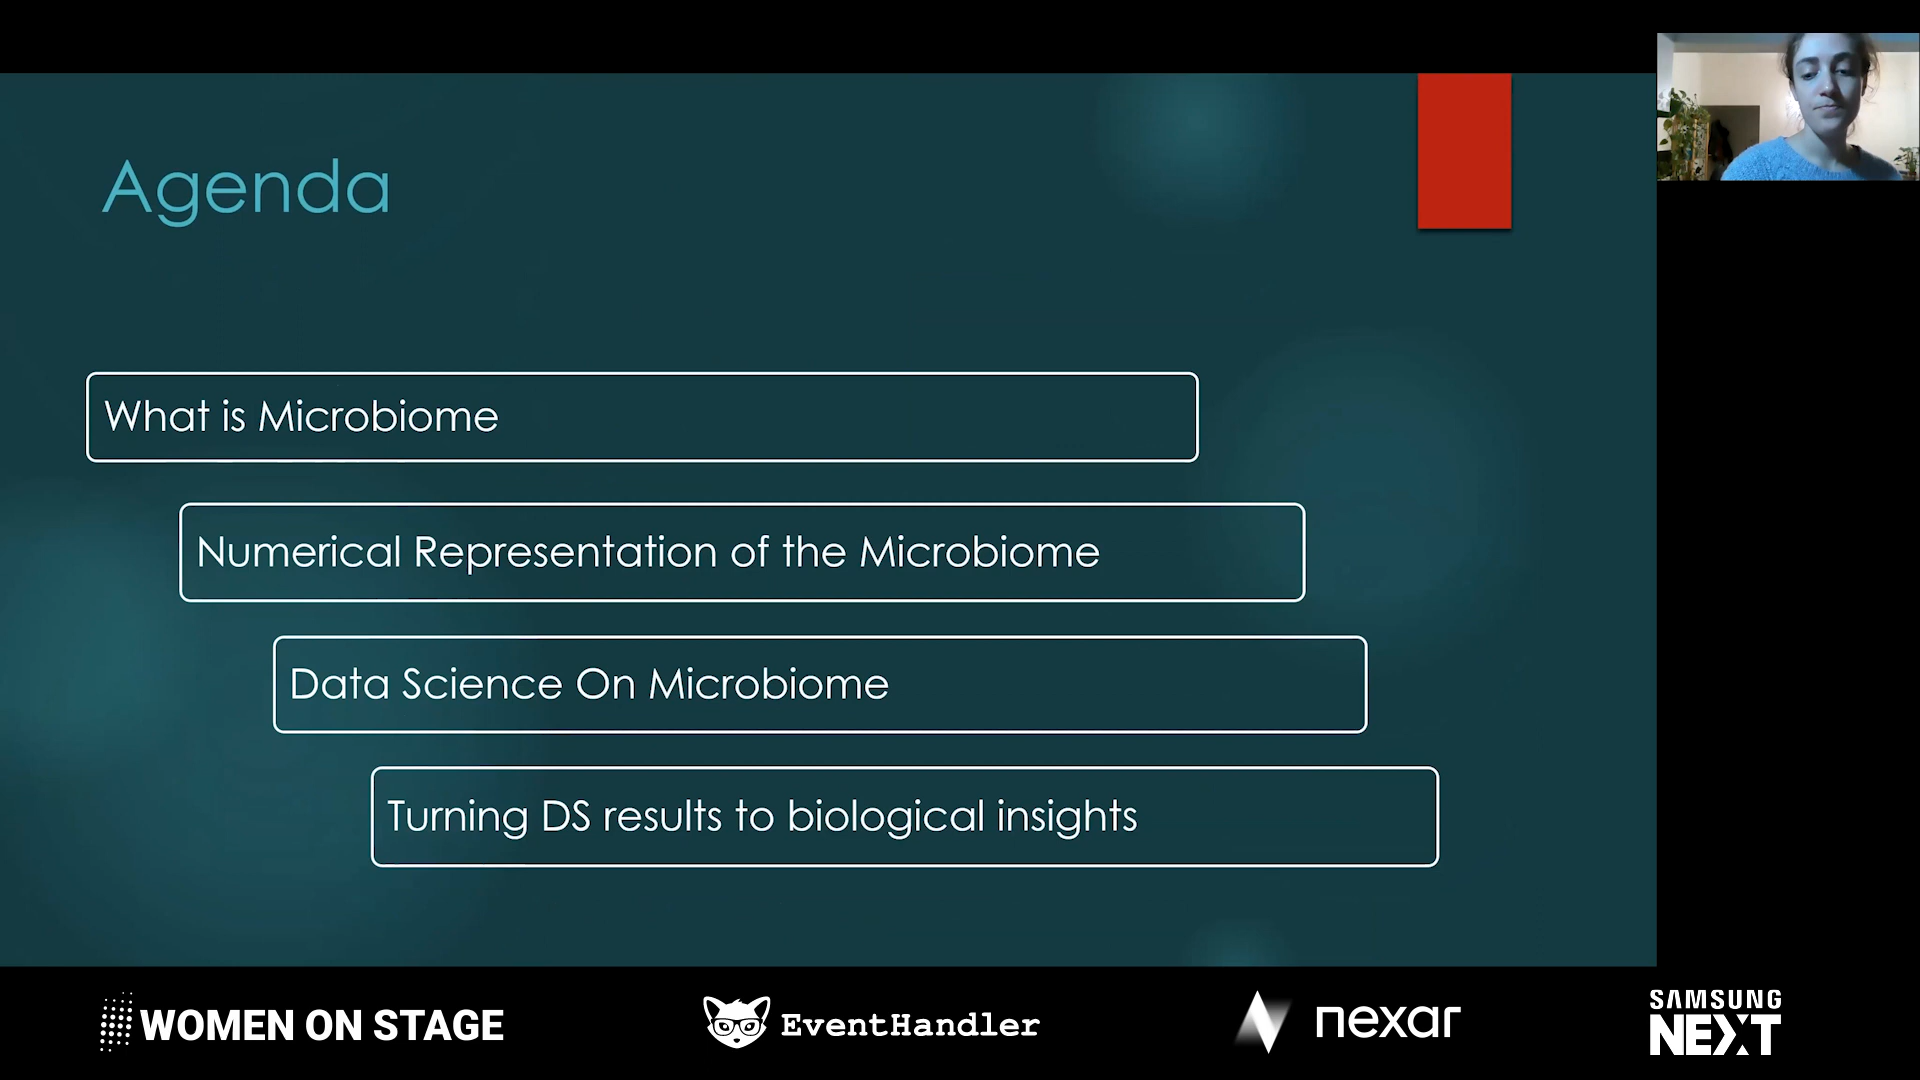 Agenda
What is Microbiome
Numerical Representation of the Microbiome
Data Science On Microbiome
Turning DS results to biological insights
WOMEN ON STAGE
EventHandler
nexar
SAMSUNG
NEXT